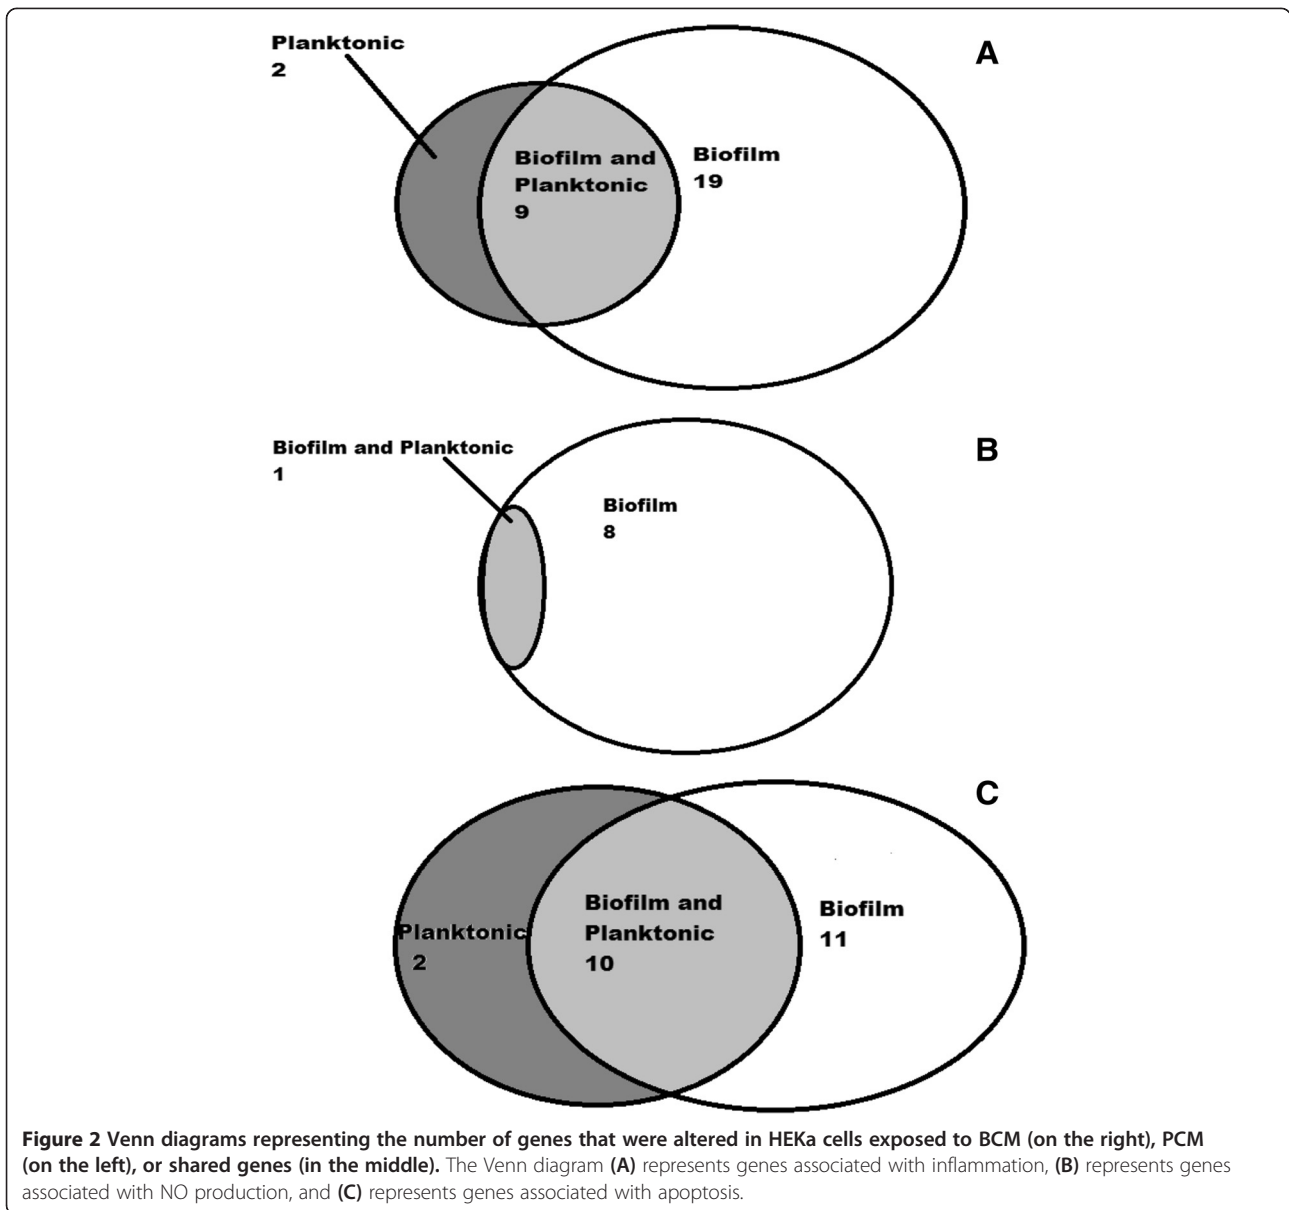 Planktonic
2
A
Biofilm and
Planktonic
9
Biofilm
19
Biofilm and Planktonic
1
B
Biofilm
8
C
Planktonic
2
Biofilm and
Planktonic
10
Biofilm
11
Figure 2 Venn diagrams representing the number of genes that were altered in HEKa cells exposed to BCM (on the right), PCM
(on the left), or shared genes (in the middle). The Venn diagram (A) represents genes associated with inflammation, (B) represents genes
associated with NO production, and (C) represents genes associated with apoptosis.